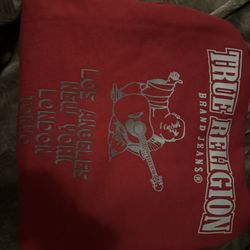 TRUE RELIGION
BRAND JEANS®
LOS ANGELES
NEW YORK
LONDON
TOKYO